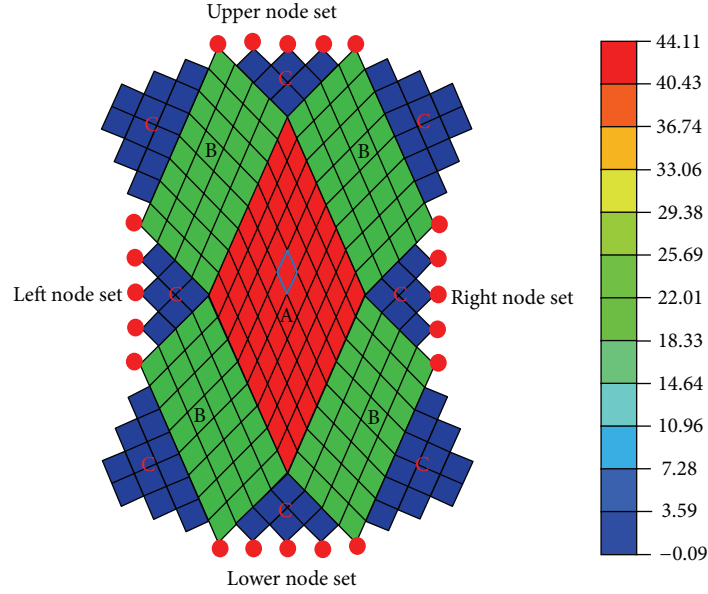 Upper node set
C
C
C
B
B
Left node set
C
A
C
Right node set
B
B
C
C
C
Lower node set
44.11
40.43
36.74
33.06
29.38
25.69
22.01
18.33
14.64
10.96
7.28
3.59
−0.09